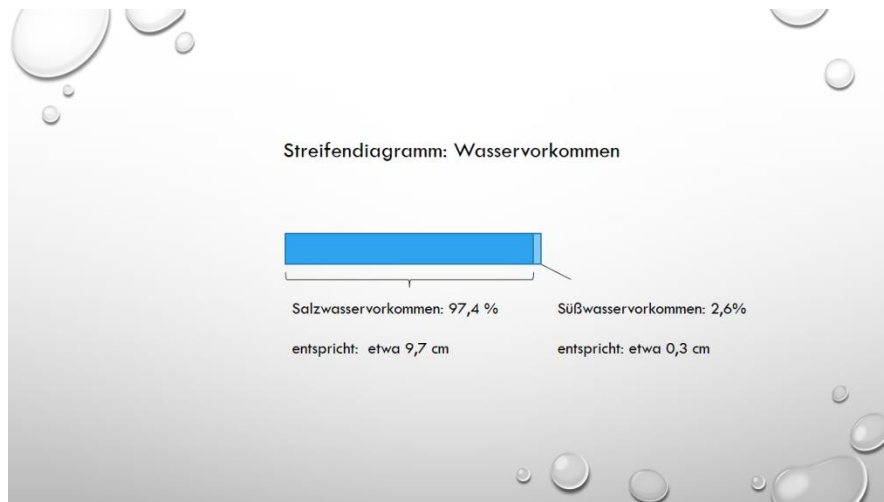 Streifendiagramm: Wasservorkommen
Salzwasservorkommen: 97,4 %
Süßwasservorkommen: 2,6%
entspricht: etwa 9,7 cm
entspricht: etwa 0,3 cm